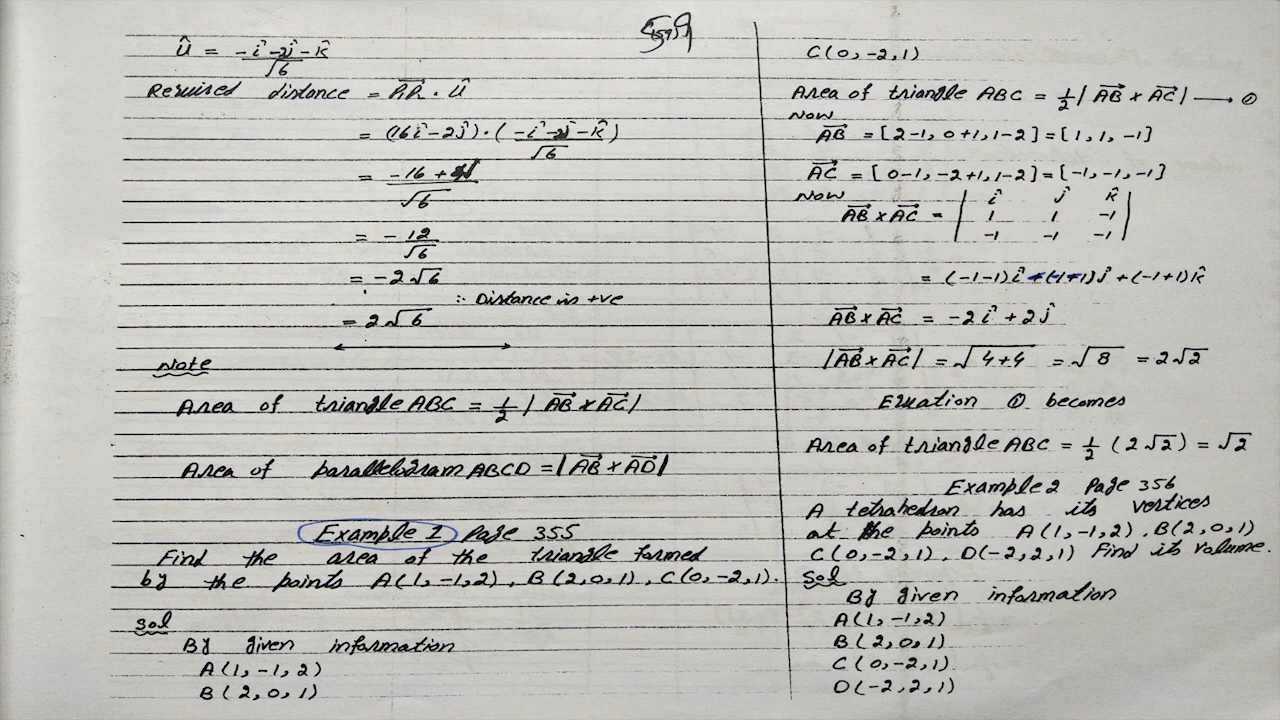 û = -î-2ĵ-k̂ / √6
Required distance = P₁P₂ · û
= (16î-2ĵ)·(-î-2ĵ-k̂ / √6)
= -16+4 / √6
= -12 / √6
= -2√6
∵ Distance is +ve
= 2√6
Note
Area of triangle ABC = 1/2 |AB × AC|
Area of parallelogram ABCD = |AB × AD|
Example 1 Page 355
Find the area of the triangle formed
by the points A(1,-1,2), B(2,0,1), C(0,-2,1).
Sol
By given information
A(1,-1,2)
B(2,0,1)
C(0,-2,1)
Area of triangle ABC = 1/2 |AB × AC| → ①
Now
AB = [2-1, 0+1, 1-2] = [1, 1, -1]
AC = [0-1, -2+1, 1-2] = [-1, -1, -1]
Now
î ĵ k̂
AB × AC = 1 1 -1
-1 -1 -1
= (-1-1)î -(-1-1)ĵ +(-1+1)k̂
AB × AC = -2î + 2ĵ
|AB × AC| = √4+4 = √8 = 2√2
Equation ① becomes
Area of triangle ABC = 1/2 (2√2) = √2
Example 2 Page 356
A tetrahedron has its vertices
at the points A(1,-1,2), B(2,0,1)
C(0,-2,1), D(-2,2,1) Find its volume.
Sol
By given information
A(1,-1,2)
B(2,0,1)
C(0,-2,1)
D(-2,2,1)